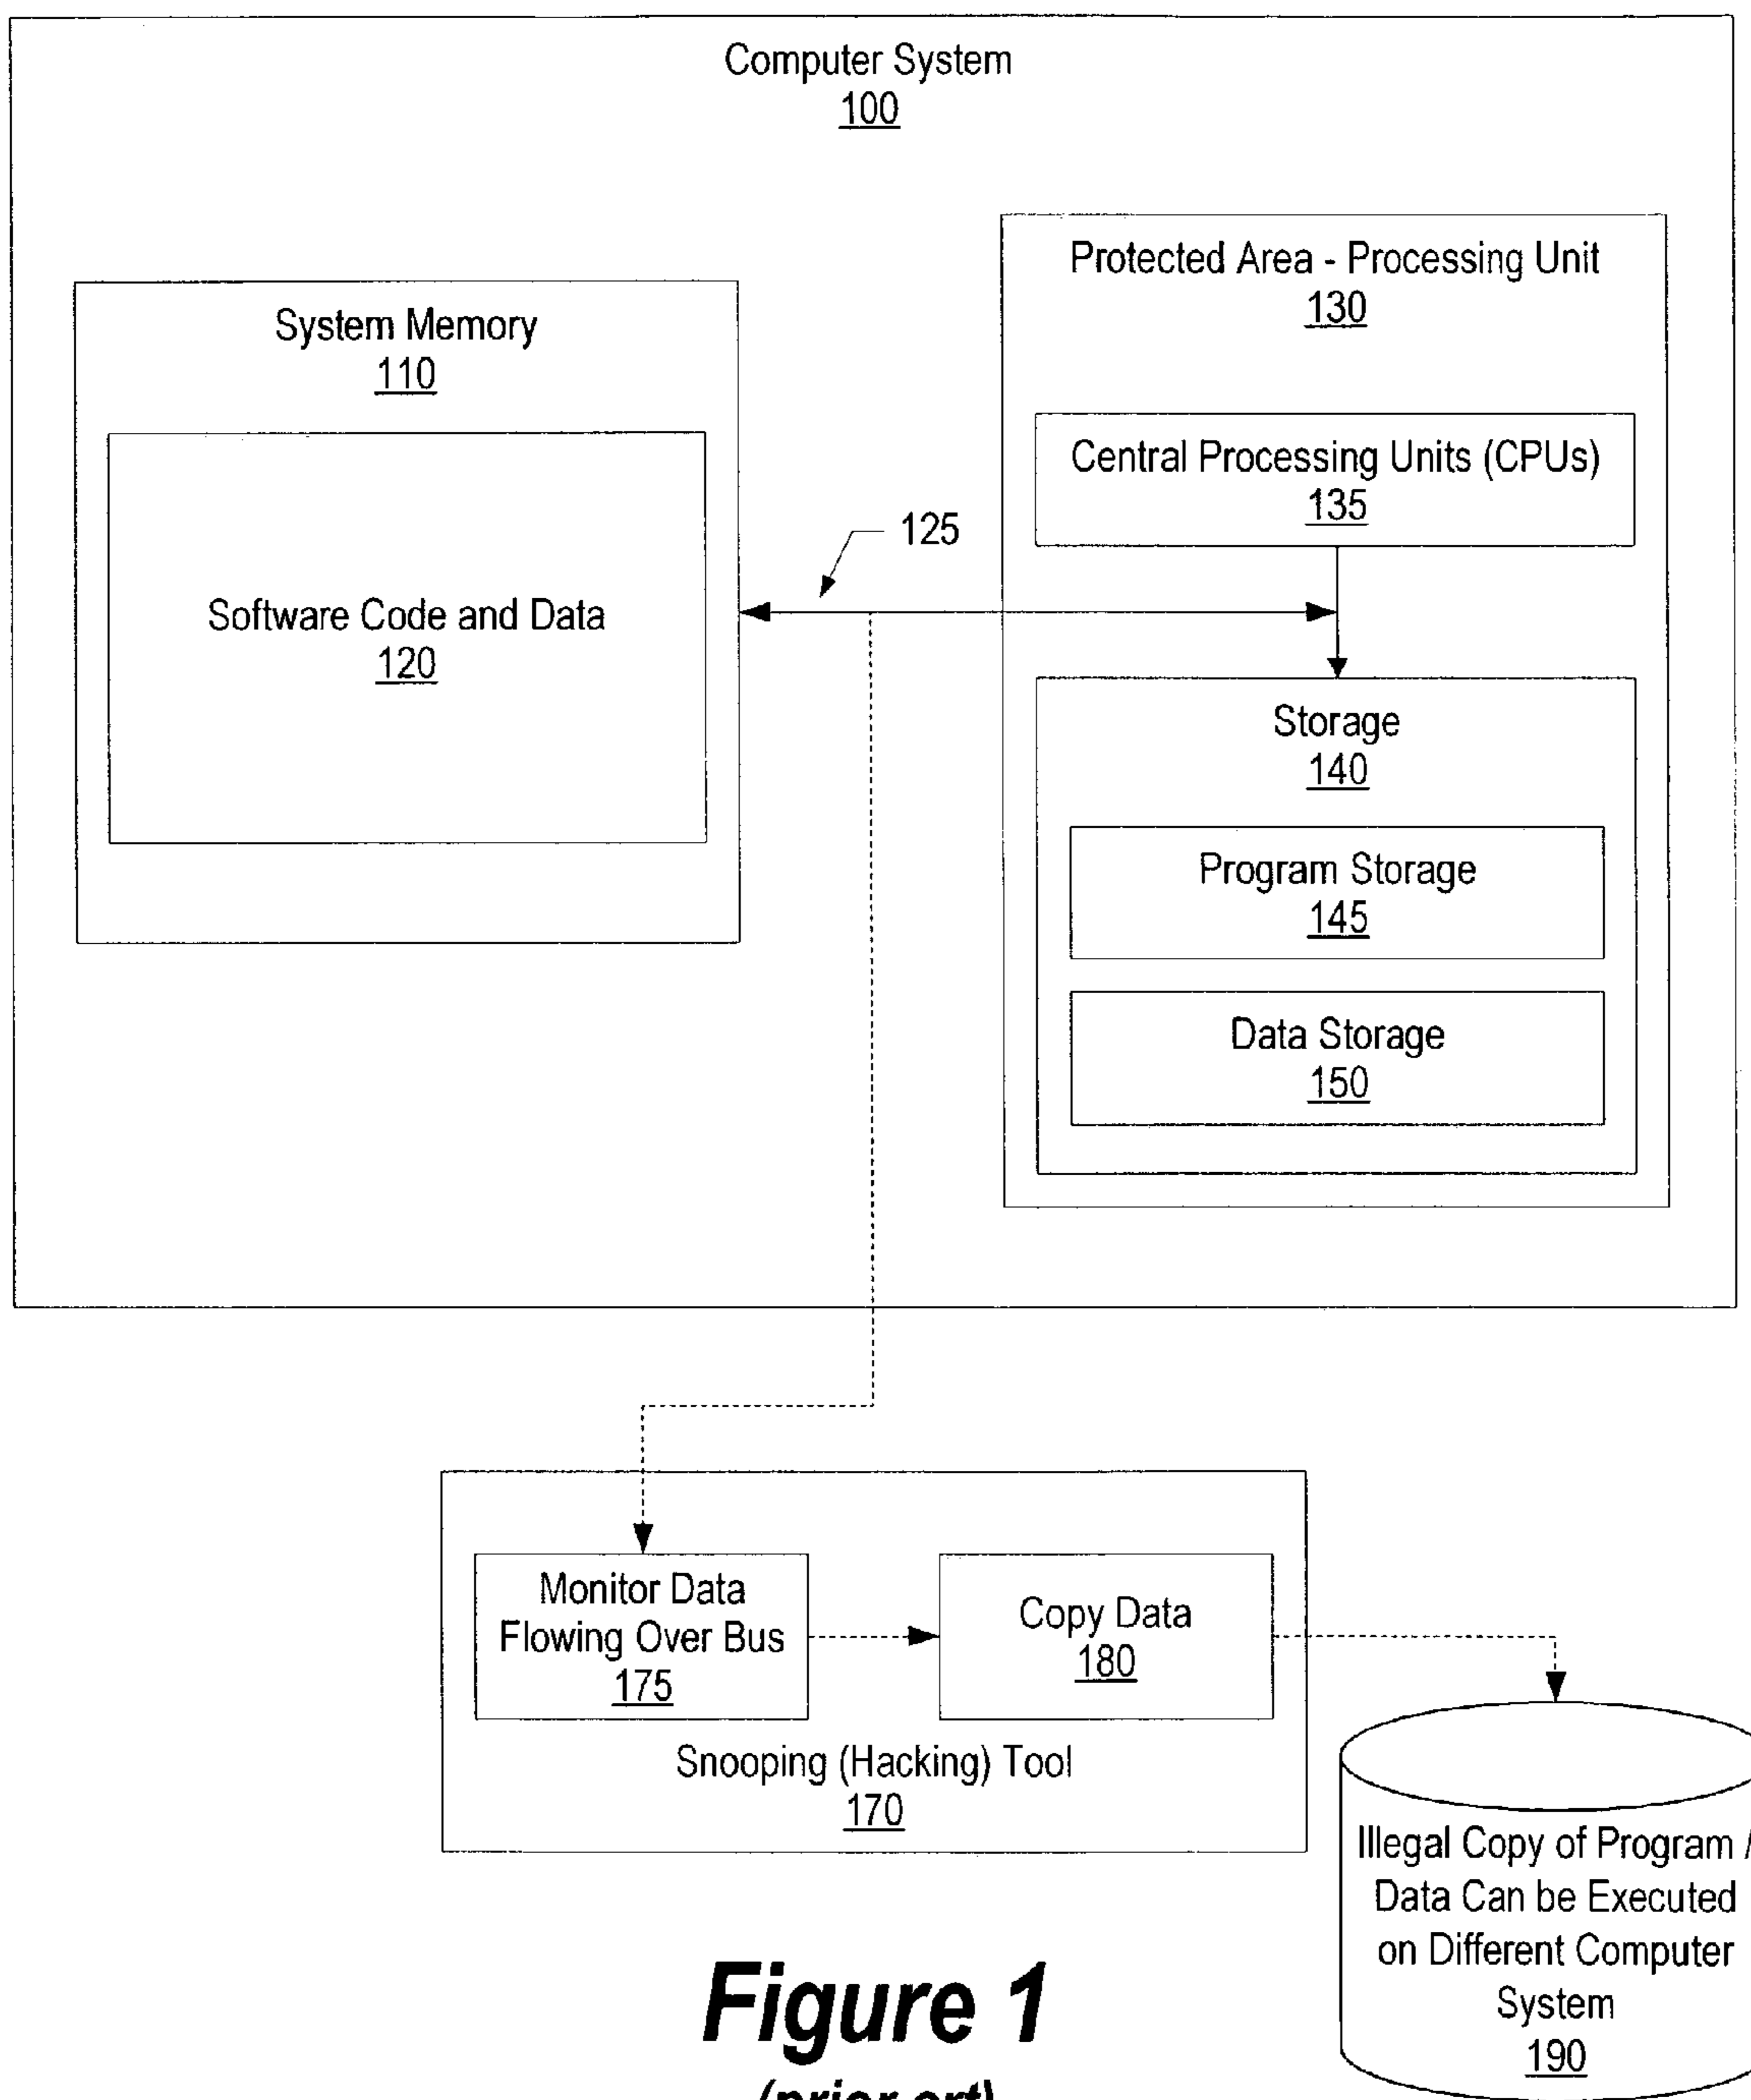 Computer System
100
System Memory
110
Software Code and Data
120
125
Protected Area - Processing Unit
130
Central Processing Units (CPUs)
135
Storage
140
Program Storage
145
Data Storage
150
Monitor Data
Flowing Over Bus
175
Copy Data
180
Snooping (Hacking) Tool
170
Illegal Copy of Program /
Data Can be Executed
on Different Computer
System
190
Figure 1
(prior art)